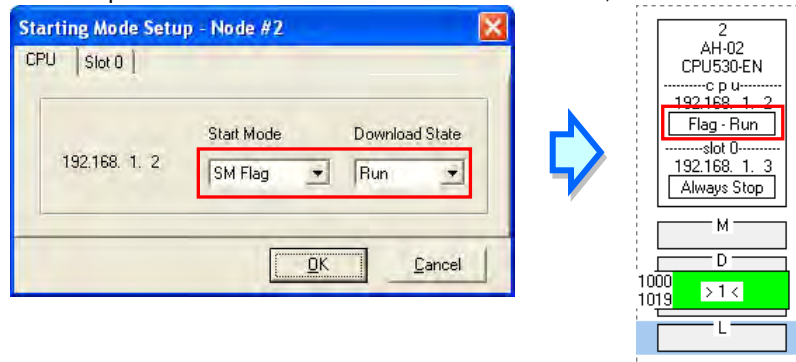 Starting Mode Setup - Node #2
CPU
Slot 0
Start Mode
Download State
192.168. 1. 2
SM Flag
Run
OK
Cancel
2
AH-02
CPU530-EN
---------c p u---------
192.168. 1. 2
Flag - Run
--------slot 0--------
192.168. 1. 3
Always Stop
M
D
1000
1019
> 1 <
L